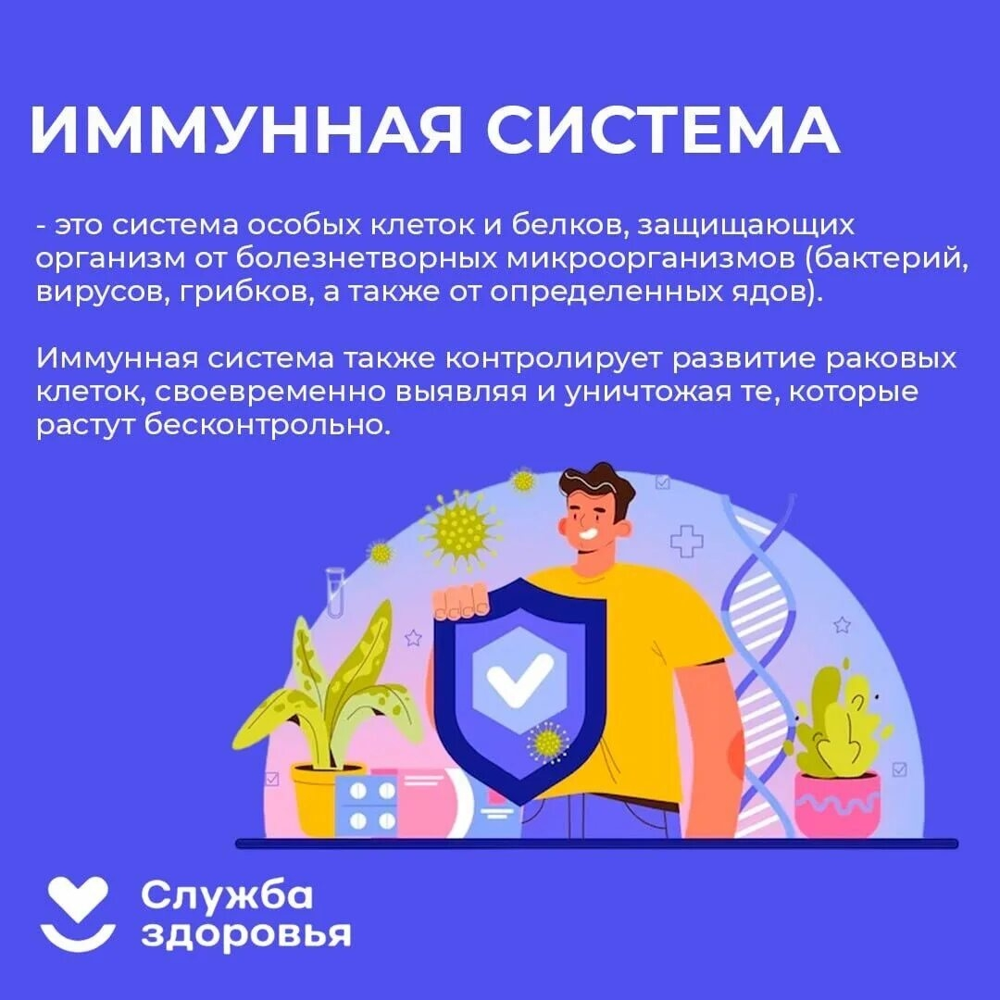 ИММУННАЯ СИСТЕМА
- это система особых клеток и белков, защищающих
организм от болезнетворных микроорганизмов (бактерий,
вирусов, грибков, а также от определенных ядов).
Иммунная система также контролирует развитие раковых
клеток, своевременно выявляя и уничтожая те, которые
растут бесконтрольно.
Служба
здоровья